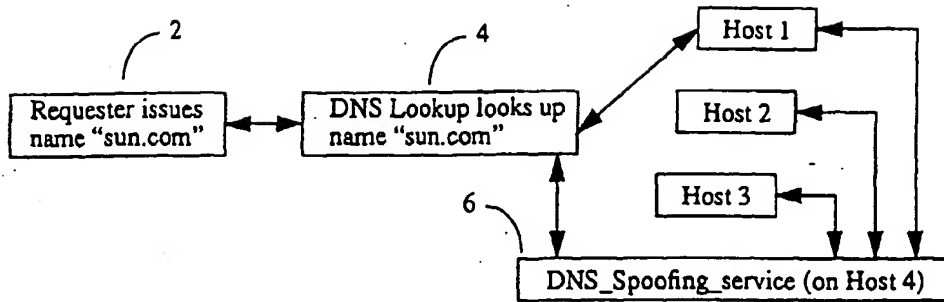 2
4
Host 1
Requester issues
name “sun.com”
DNS Lookup looks up
name “sun.com”
Host 2
Host 3
6
DNS_Spoofing_service (on Host 4)